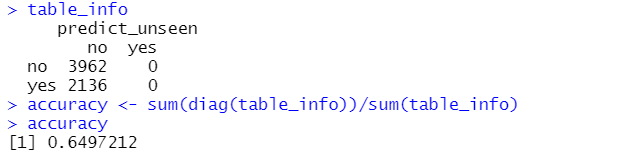 > table_info
predict_unseen
no yes
no 3962 0
yes 2136 0
> accuracy <- sum(diag(table_info))/sum(table_info)
> accuracy
[1] 0.6497212